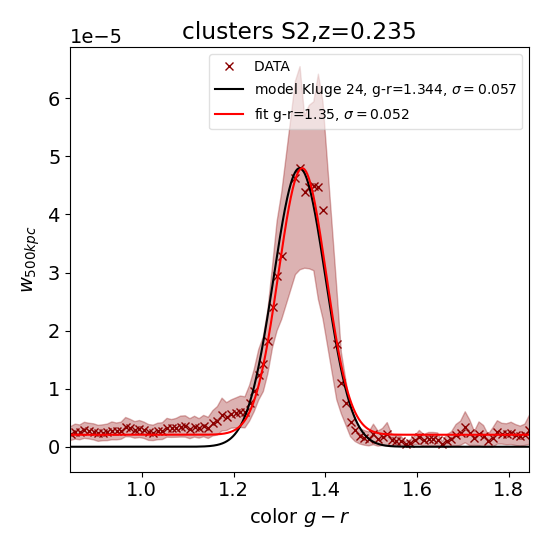 clusters S2,z=0.235
1e−5
DATA
model Kluge 24, g-r=1.344, σ = 0.057
fit g-r=1.35, σ = 0.052
6
5
4
3
2
1
0
w500kpc
1.0 1.2 1.4 1.6 1.8
color g − r